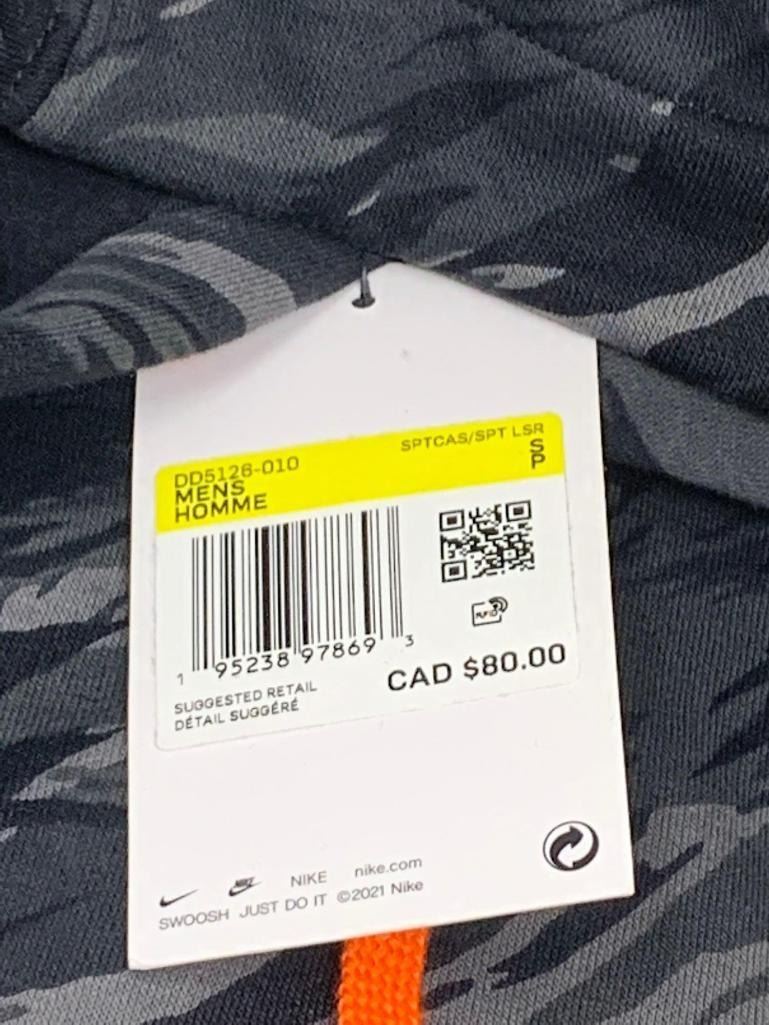 DD5126-010
SPTCAS/SPT LSR
MENS
S
HOMME
P
RFID
1 95238 97869 3
SUGGESTED RETAIL
DÉTAIL SUGGÉRÉ
CAD $80.00
NIKE nike.com
SWOOSH JUST DO IT ©2021 Nike